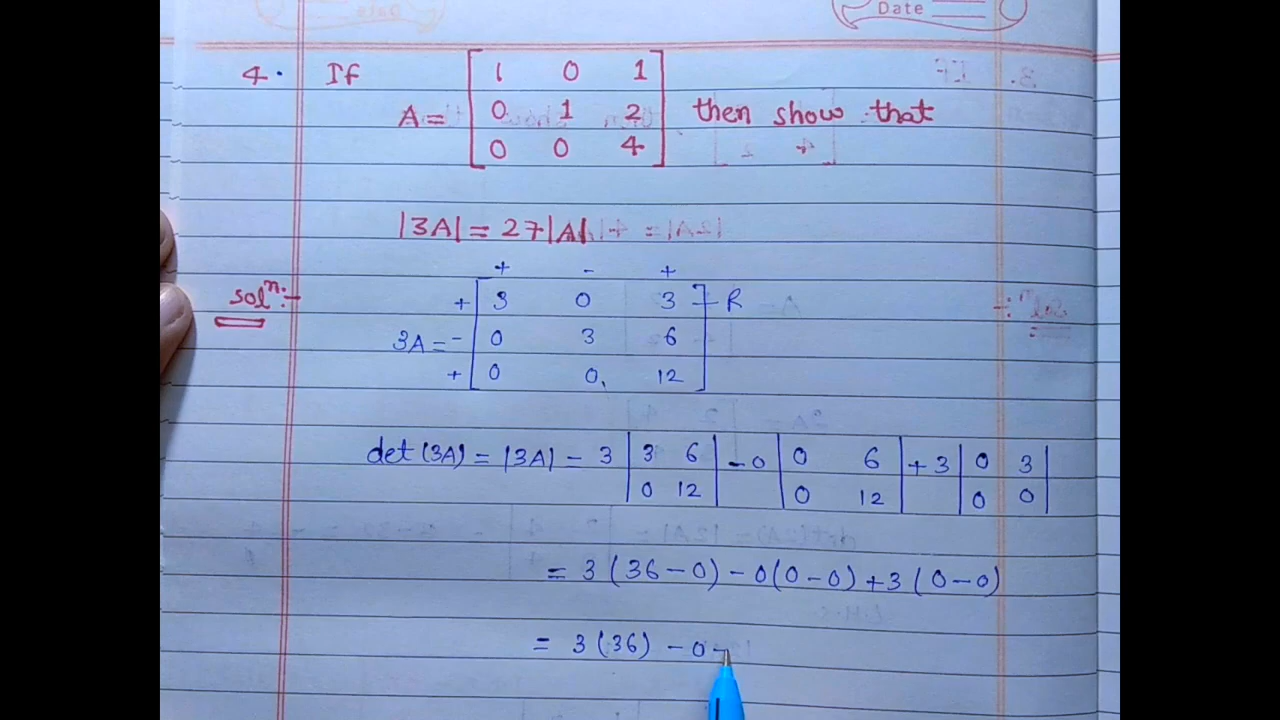 Date
4. If
A = [ 1 0 1
0 1 2
0 0 4 ] then show that
|3A| = 27|A|
solⁿ:-
+ - +
+ [ 3 0 3 ] R
3A = - 0 3 6
+ 0 0, 12
det (3A) = |3A| = 3 | 3 6 | - 0 | 0 6 | + 3 | 0 3 |
| 0 12 | | 0 12 | | 0 0 |
= 3 (36 - 0) - 0 (0 - 0) + 3 (0 - 0)
= 3 (36) - 0 -